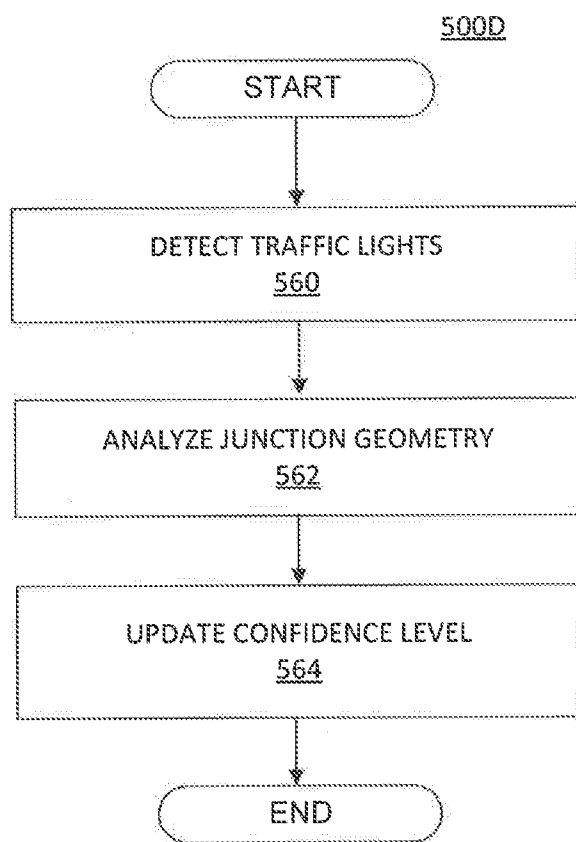 500D
START
DETECT TRAFFIC LIGHTS
560
ANALYZE JUNCTION GEOMETRY
562
UPDATE CONFIDENCE LEVEL
564
END